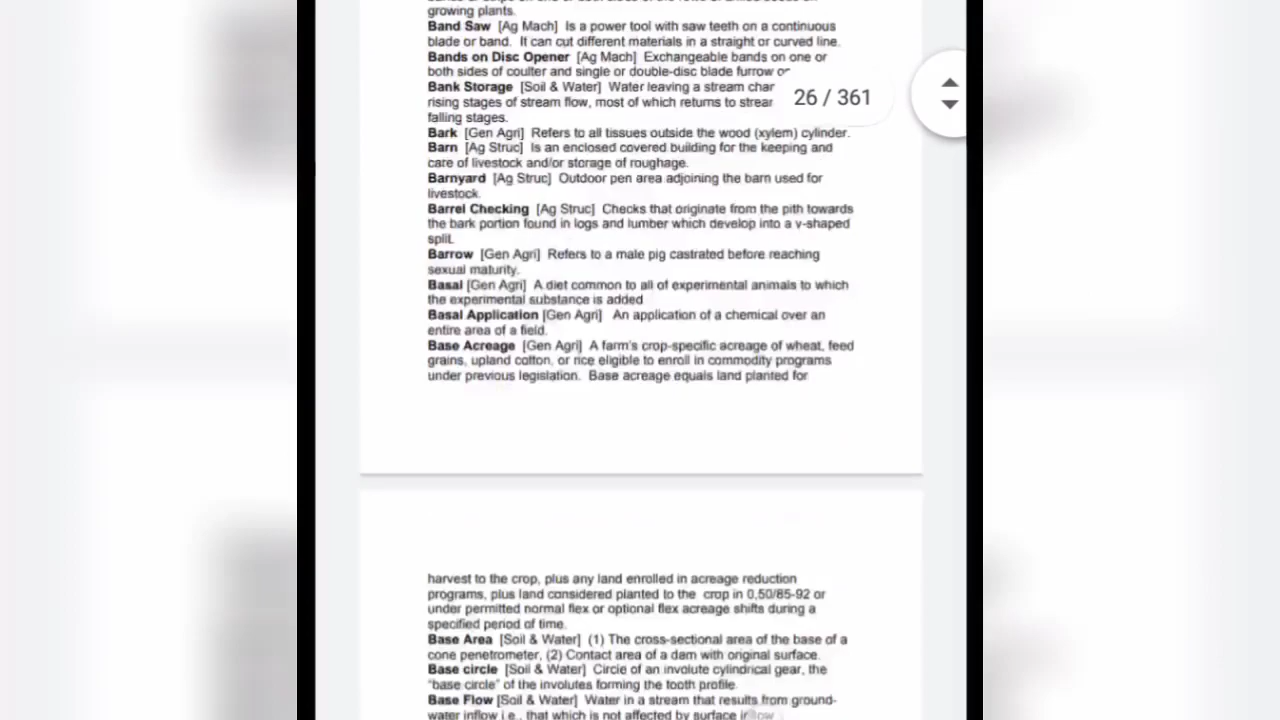 growing plants.
Band Saw [Ag Mach] Is a power tool with saw teeth on a continuous
blade or band. It can cut different materials in a straight or curved line.
Bands on Disc Opener [Ag Mach] Exchangeable bands on one or
both sides of coulter and single or double-disc blade furrow or
Bank Storage [Soil & Water] Water leaving a stream char
rising stages of stream flow, most of which returns to strear
falling stages.
26 / 361
Bark [Gen Agri] Refers to all tissues outside the wood (xylem) cylinder.
Barn [Ag Struc] Is an enclosed covered building for the keeping and
care of livestock and/or storage of roughage.
Barnyard [Ag Struc] Outdoor pen area adjoining the barn used for
livestock.
Barrel Checking [Ag Struc] Checks that originate from the pith towards
the bark portion found in logs and lumber which develop into a v-shaped
split.
Barrow [Gen Agri] Refers to a male pig castrated before reaching
sexual maturity.
Basal [Gen Agri] A diet common to all of experimental animals to which
the experimental substance is added
Basal Application [Gen Agri] An application of a chemical over an
entire area of a field.
Base Acreage [Gen Agri] A farm's crop-specific acreage of wheat, feed
grains, upland cotton, or rice eligible to enroll in commodity programs
under previous legislation. Base acreage equals land planted for
harvest to the crop, plus any land enrolled in acreage reduction
programs, plus land considered planted to the crop in 0,50/85-92 or
under permitted normal flex or optional flex acreage shifts during a
specified period of time.
Base Area [Soil & Water] (1) The cross-sectional area of the base of a
cone penetrometer, (2) Contact area of a dam with original surface.
Base circle [Soil & Water] Circle of an involute cylindrical gear, the
"base circle" of the involutes forming the tooth profile.
Base Flow [Soil & Water] Water in a stream that results from ground-
water inflow i.e., that which is not affected by surface inflow